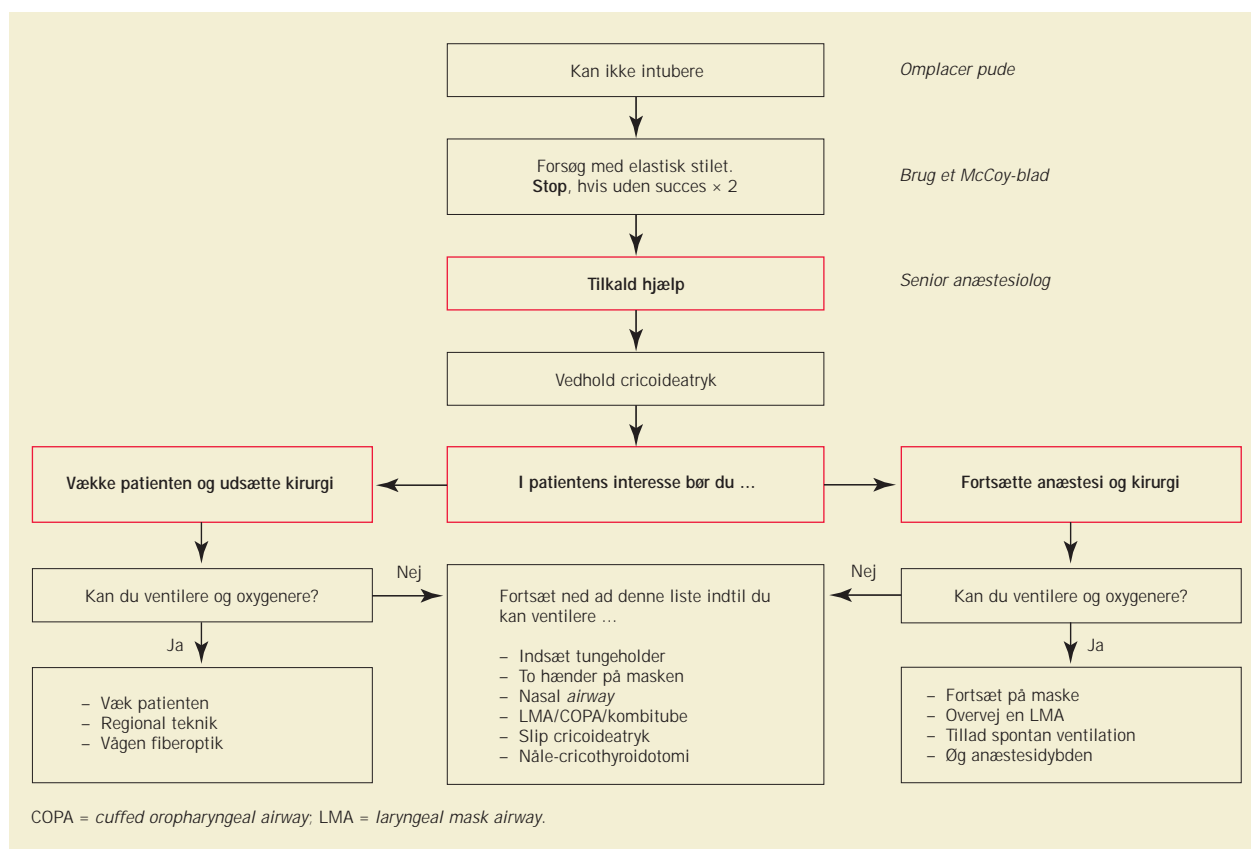 Kan ikke intubere
Omplacer pude
Forsøg med elastisk stilet.
Stop, hvis uden succes × 2
Brug et McCoy-blad
Tilkald hjælp
Senior anæstesiolog
Vedhold cricoideatryk
Vække patienten og udsætte kirurgi
I patientens interesse bør du ...
Fortsætte anæstesi og kirurgi
Kan du ventilere og oxygenere?
Nej
Ja
– Væk patienten
– Regional teknik
– Vågen fiberoptik
Fortsæt ned ad denne liste indtil du
kan ventilere ...
– Indsæt tungeholder
– To hænder på masken
– Nasal airway
– LMA/COPA/kombitube
– Slip cricoideatryk
– Nåle-cricothyroidotomi
Nej
Kan du ventilere og oxygenere?
Ja
– Fortsæt på maske
– Overvej en LMA
– Tillad spontan ventilation
– Øg anæstesidybden
COPA = cuffed oropharyngeal airway; LMA = laryngeal mask airway.